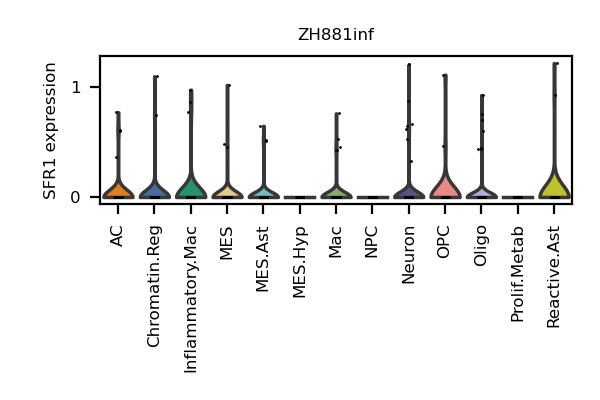 ZH881inf
SFR1 expression
1
0
AC
Chromatin.Reg
Inflammatory.Mac
MES
MES.Ast
MES.Hyp
Mac
NPC
Neuron
OPC
Oligo
Prolif.Metab
Reactive.Ast